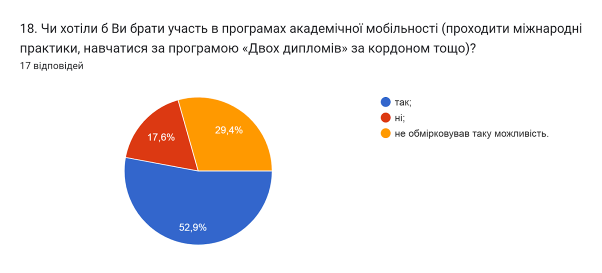 18. Чи хотіли б Ви брати участь в програмах академічної мобільності (проходити міжнародні
практики, навчатися за програмою «Двох дипломів» за кордоном тощо)?
17 відповідей
так;
ні;
не обмірковував таку можливість.
29,4%
17,6%
52,9%